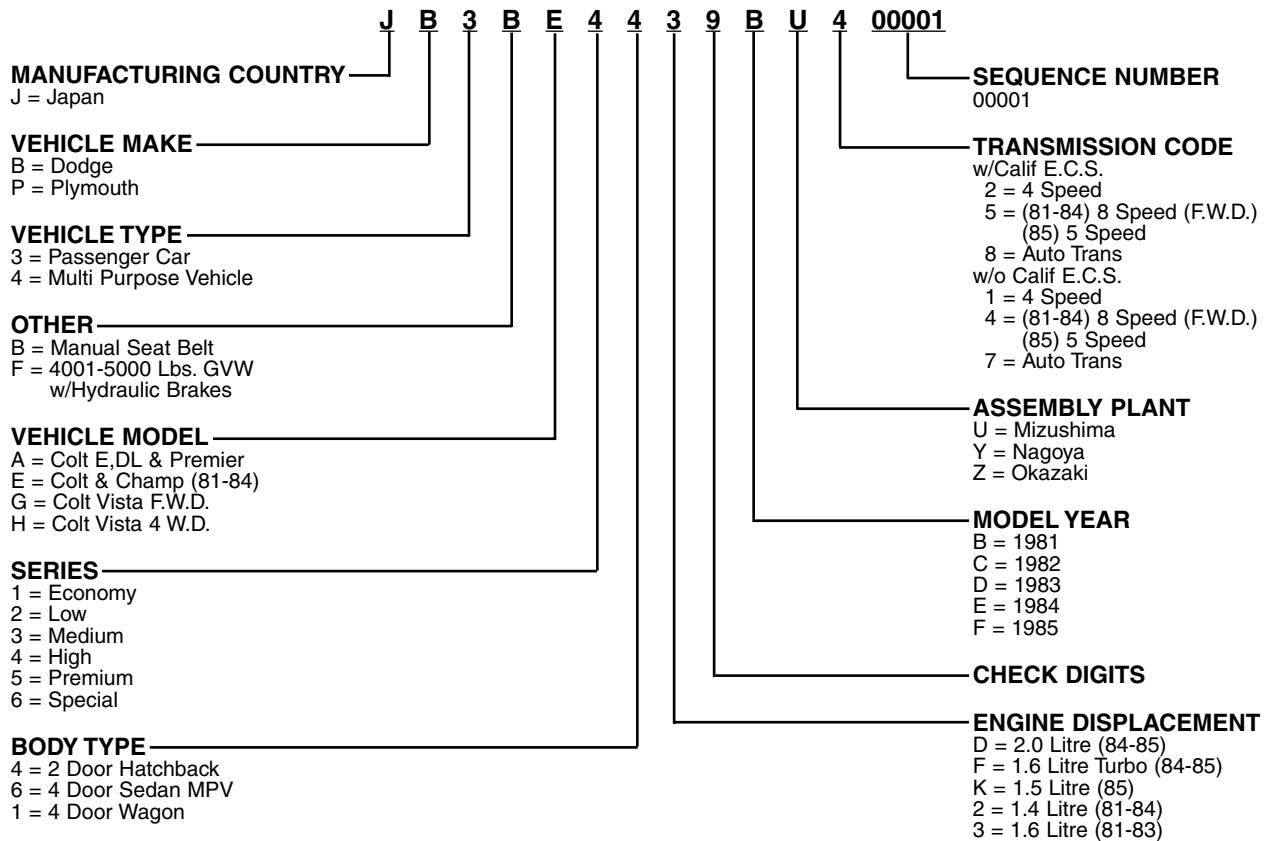 J B 3 B E 4 4 3 9 B U 4 00001
MANUFACTURING COUNTRY
J = Japan
VEHICLE MAKE
B = Dodge
P = Plymouth
VEHICLE TYPE
3 = Passenger Car
4 = Multi Purpose Vehicle
OTHER
B = Manual Seat Belt
F = 4001-5000 Lbs. GVW
w/Hydraulic Brakes
VEHICLE MODEL
A = Colt E,DL & Premier
E = Colt & Champ (81-84)
G = Colt Vista F.W.D.
H = Colt Vista 4 W.D.
SERIES
1 = Economy
2 = Low
3 = Medium
4 = High
5 = Premium
6 = Special
BODY TYPE
4 = 2 Door Hatchback
6 = 4 Door Sedan MPV
1 = 4 Door Wagon
SEQUENCE NUMBER
00001
TRANSMISSION CODE
w/Calif E.C.S.
2 = 4 Speed
5 = (81-84) 8 Speed (F.W.D.)
(85) 5 Speed
8 = Auto Trans
w/o Calif E.C.S.
1 = 4 Speed
4 = (81-84) 8 Speed (F.W.D.)
(85) 5 Speed
7 = Auto Trans
ASSEMBLY PLANT
U = Mizushima
Y = Nagoya
Z = Okazaki
MODEL YEAR
B = 1981
C = 1982
D = 1983
E = 1984
F = 1985
CHECK DIGITS
ENGINE DISPLACEMENT
D = 2.0 Litre (84-85)
F = 1.6 Litre Turbo (84-85)
K = 1.5 Litre (85)
2 = 1.4 Litre (81-84)
3 = 1.6 Litre (81-83)